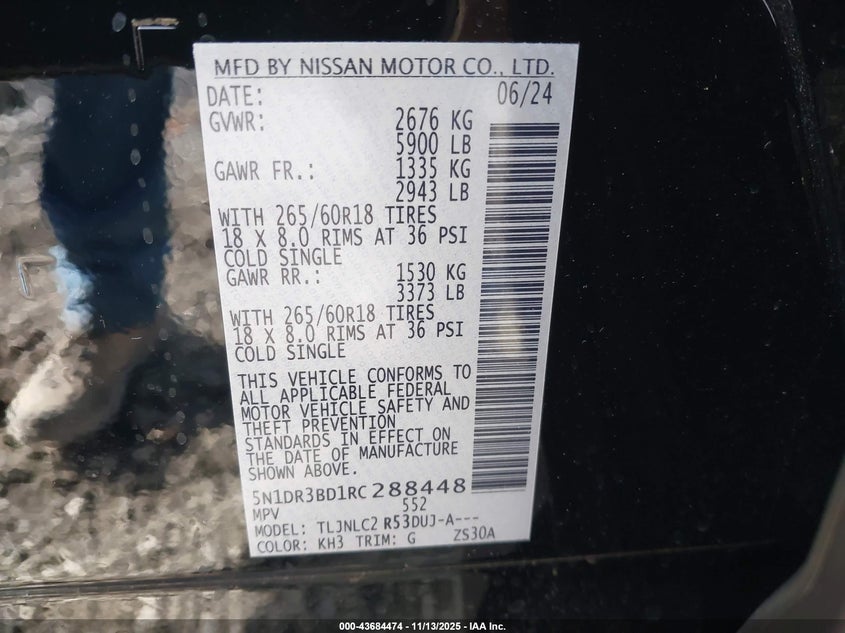 MFD BY NISSAN MOTOR CO., LTD.
DATE: 06/24
GVWR: 2676 KG
5900 LB
GAWR FR.: 1335 KG
2943 LB
WITH 265/60R18 TIRES
18 X 8.0 RIMS AT 36 PSI
COLD SINGLE
GAWR RR.: 1530 KG
3373 LB
WITH 265/60R18 TIRES
18 X 8.0 RIMS AT 36 PSI
COLD SINGLE
THIS VEHICLE CONFORMS TO
ALL APPLICABLE FEDERAL
MOTOR VEHICLE SAFETY AND
THEFT PREVENTION
STANDARDS IN EFFECT ON
THE DATE OF MANUFACTURE
SHOWN ABOVE.
5N1DR3BD1RC288448
MPV 552
MODEL: TLJNLC2 R53DUJ-A---
COLOR: KH3 TRIM: G ZS30A
000-43684474 | 11/13/2025 - IAA Inc.